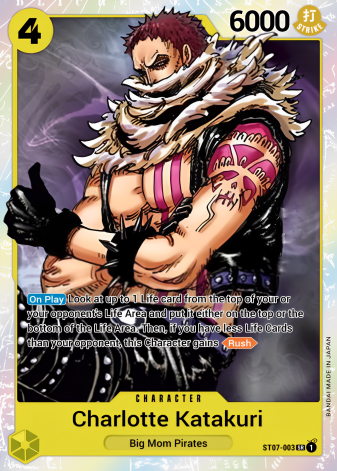 4
6000
打
STRIKE
On Play Look at up to 1 Life card from the top of your or
your opponent's Life Area and put it either on the top or the
bottom of the Life Area. Then, if you have less Life Cards
than your opponent, this Character gains Rush
CHARACTER
Charlotte Katakuri
Big Mom Pirates
ST07-003 SR 1
BANDAI MADE IN JAPAN